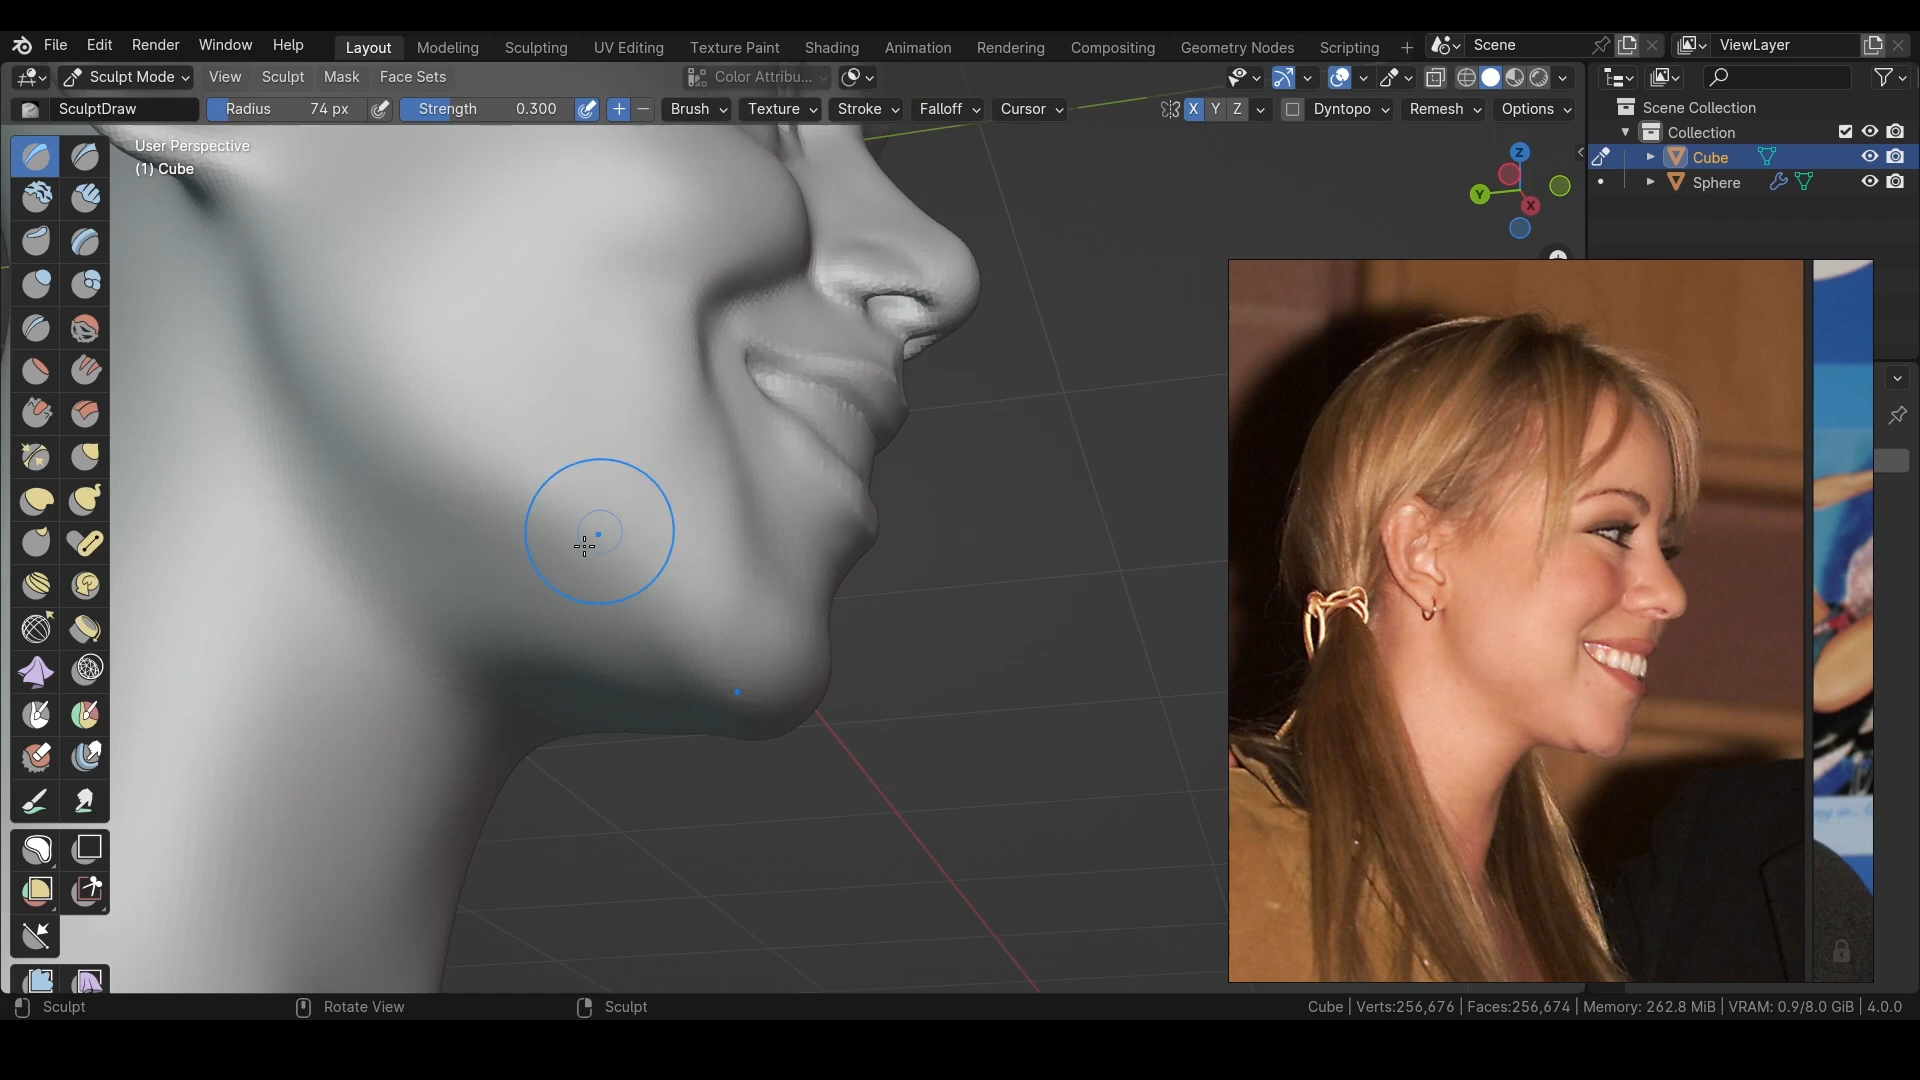 File Edit Render Window Help Layout Modeling Sculpting UV Editing Texture Paint Shading Animation Rendering Compositing Geometry Nodes Scripting + Scene ViewLayer
Sculpt Mode View Sculpt Mask Face Sets Color Attribu...
SculptDraw Radius 74 px Strength 0.300 Brush Texture Stroke Falloff Cursor X Y Z Dyntopo Remesh Options
Scene Collection
Collection
Cube
Sphere
User Perspective
(1) Cube
Z
Y
X
Sculpt Rotate View Sculpt Cube | Verts:256,676 | Faces:256,674 | Memory: 262.8 MiB | VRAM: 0.9/8.0 GiB | 4.0.0